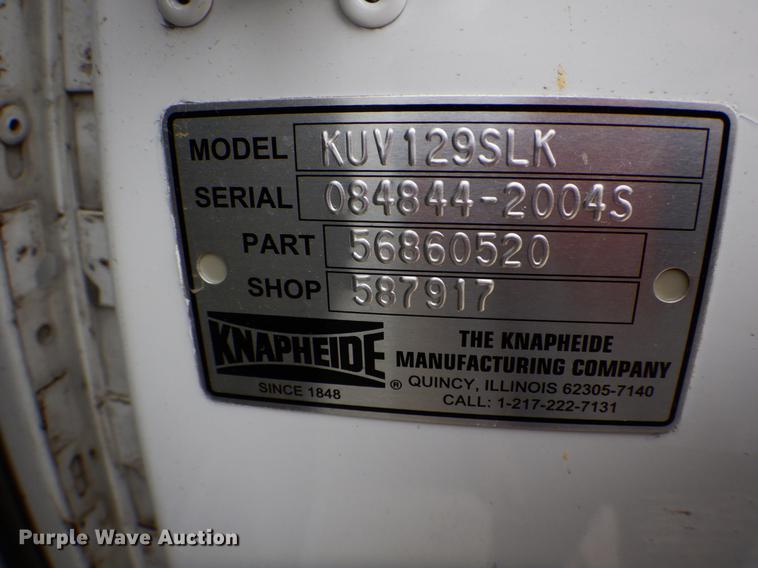 MODEL KUV129SLK
SERIAL 084844-2004S
PART 56860520
SHOP 587917
KNAPHEIDE
SINCE 1848
®
THE KNAPHEIDE
MANUFACTURING COMPANY
QUINCY, ILLINOIS 62305-7140
CALL: 1-217-222-7131
Purple Wave Auction